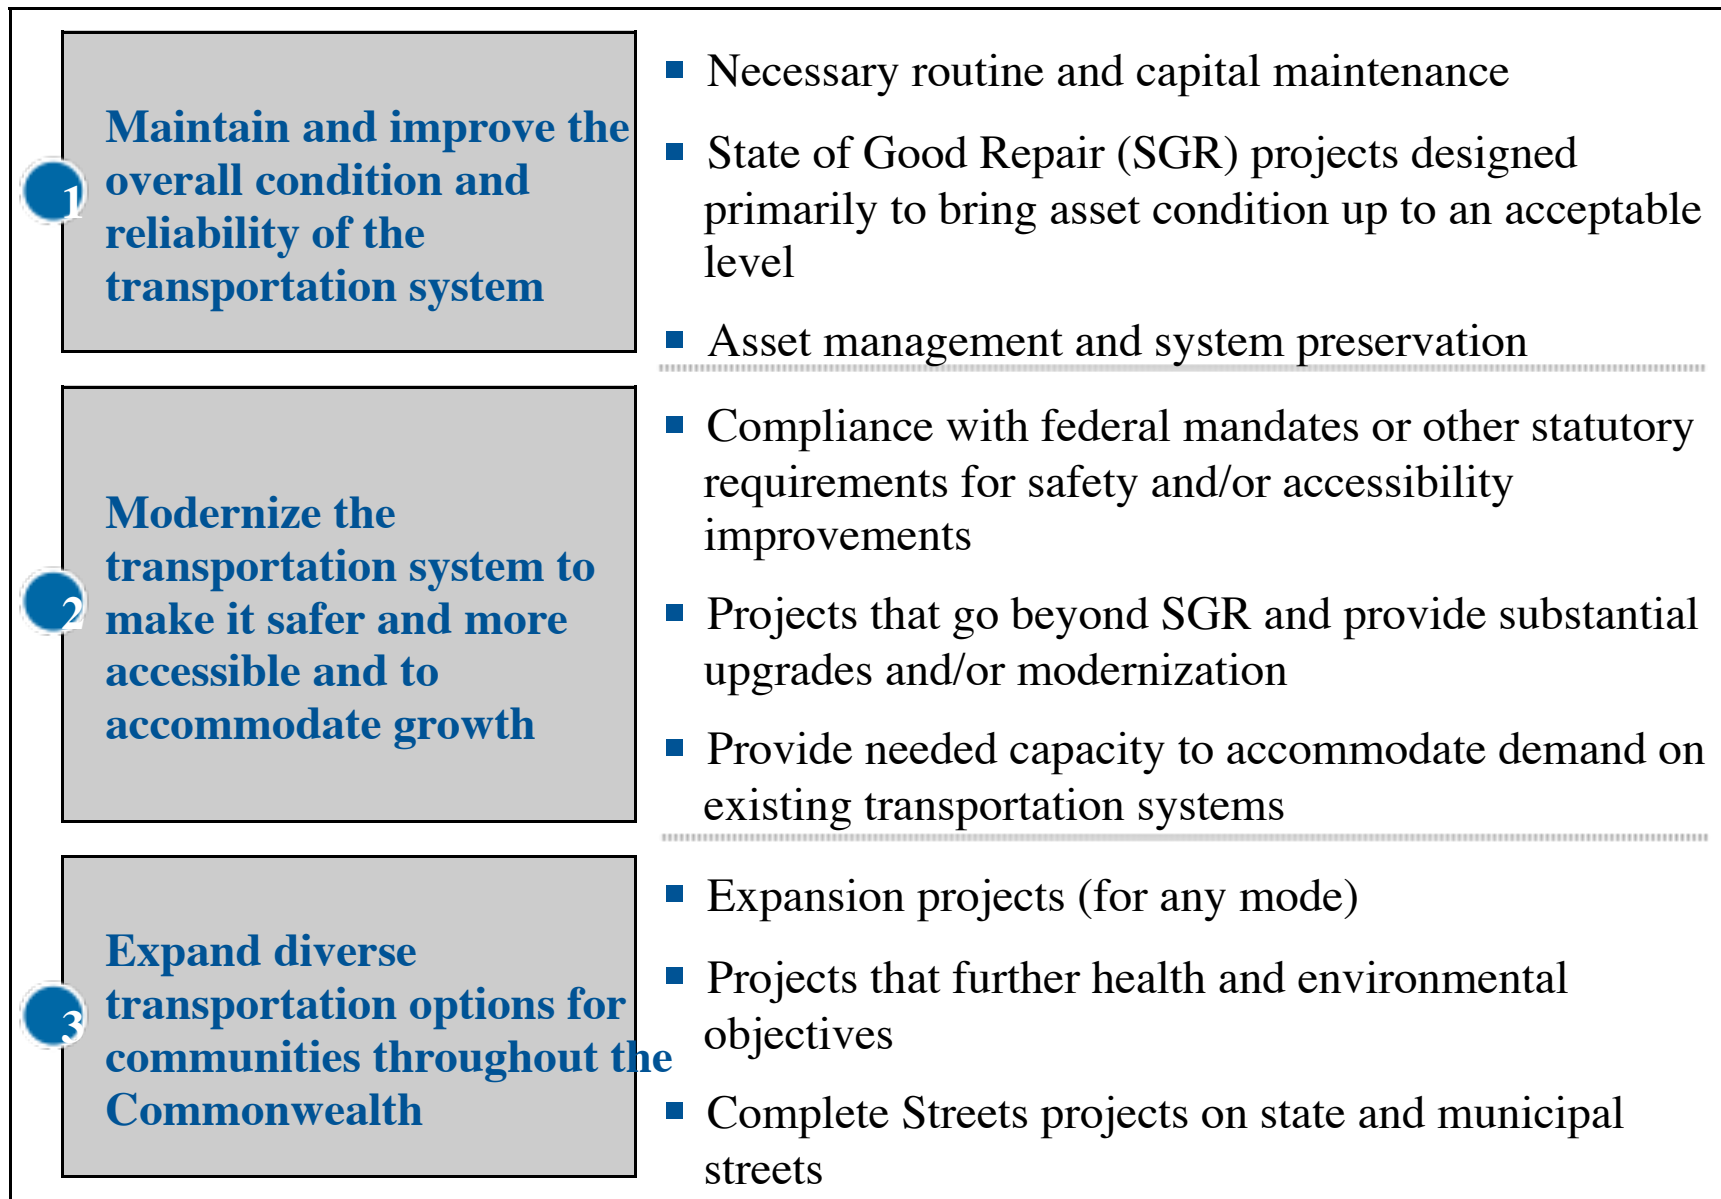 1
Maintain and improve the
overall condition and
reliability of the
transportation system
■ Necessary routine and capital maintenance
■ State of Good Repair (SGR) projects designed
primarily to bring asset condition up to an acceptable
level
■ Asset management and system preservation
2
Modernize the
transportation system to
make it safer and more
accessible and to
accommodate growth
■ Compliance with federal mandates or other statutory
requirements for safety and/or accessibility
improvements
■ Projects that go beyond SGR and provide substantial
upgrades and/or modernization
■ Provide needed capacity to accommodate demand on
existing transportation systems
3
Expand diverse
transportation options for
communities throughout the
Commonwealth
■ Expansion projects (for any mode)
■ Projects that further health and environmental
objectives
■ Complete Streets projects on state and municipal
streets